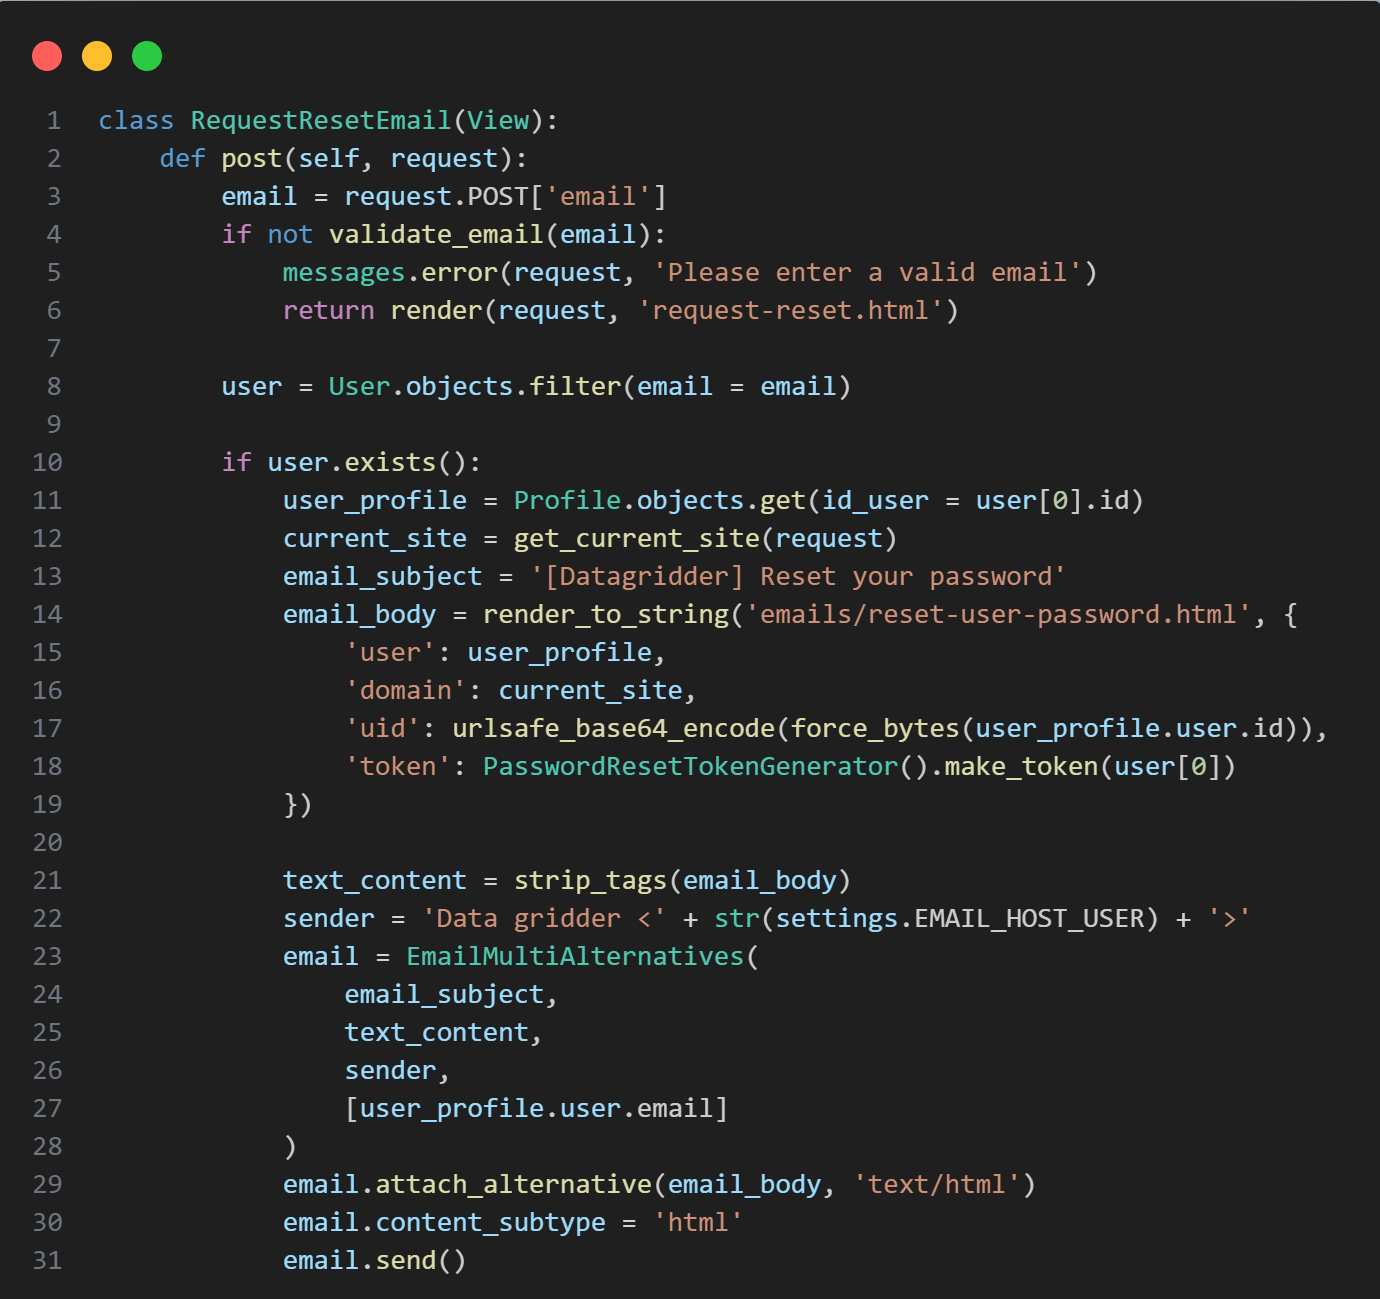 1 class RequestResetEmail(View):
2     def post(self, request):
3         email = request.POST['email']
4         if not validate_email(email):
5             messages.error(request, 'Please enter a valid email')
6             return render(request, 'request-reset.html')
7
8         user = User.objects.filter(email = email)
9
10         if user.exists():
11             user_profile = Profile.objects.get(id_user = user[0].id)
12             current_site = get_current_site(request)
13             email_subject = '[Datagridder] Reset your password'
14             email_body = render_to_string('emails/reset-user-password.html', {
15                 'user': user_profile,
16                 'domain': current_site,
17                 'uid': urlsafe_base64_encode(force_bytes(user_profile.user.id)),
18                 'token': PasswordResetTokenGenerator().make_token(user[0])
19             })
20
21             text_content = strip_tags(email_body)
22             sender = 'Data gridder <' + str(settings.EMAIL_HOST_USER) + '>'
23             email = EmailMultiAlternatives(
24                 email_subject,
25                 text_content,
26                 sender,
27                 [user_profile.user.email]
28             )
29             email.attach_alternative(email_body, 'text/html')
30             email.content_subtype = 'html'
31             email.send()